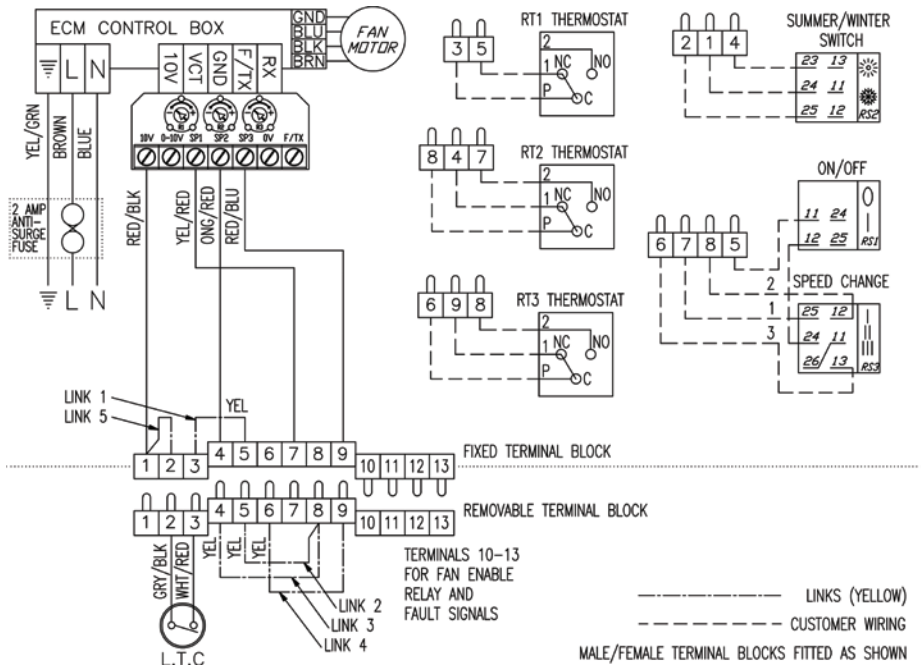 ECM CONTROL BOX
GND
BLU
BLK
BRN
FAN
MOTOR
L N
10V
VCT
GND
F/TX
RX
R1 R2 R3
10V 0-10V SP1 SP2 SP3 0V F/TX
YEL/GRN
BROWN
BLUE
2 AMP
ANTI-
SURGE
FUSE
L N
RED/BLK
YEL/RED
ONG/RED
RED/BLU
LINK 1
LINK 5
YEL
1 2 3 4 5 6 7 8 9 10 11 12 13
FIXED TERMINAL BLOCK
1 2 3 4 5 6 7 8 9 10 11 12 13
REMOVABLE TERMINAL BLOCK
GRY/BLK
WHT/RED
YEL
YEL
YEL
LINK 2
LINK 3
LINK 4
L.T.C
TERMINALS 10-13
FOR FAN ENABLE
RELAY AND
FAULT SIGNALS
RT1 THERMOSTAT
3 5
2
1 NC NO
P C
RT2 THERMOSTAT
8 4 7
2
1 NC NO
P C
RT3 THERMOSTAT
6 9 8
2
1 NC NO
P C
SUMMER/WINTER
SWITCH
2 1 4
23 13
24 11
25 12
RS2
ON/OFF
6 7 8 5
11 24
12 25
0
I
RS1
SPEED CHANGE
2
1
3
25 12
24 11
26 13
I
II
III
RS3
LINKS (YELLOW)
CUSTOMER WIRING
MALE/FEMALE TERMINAL BLOCKS FITTED AS SHOWN